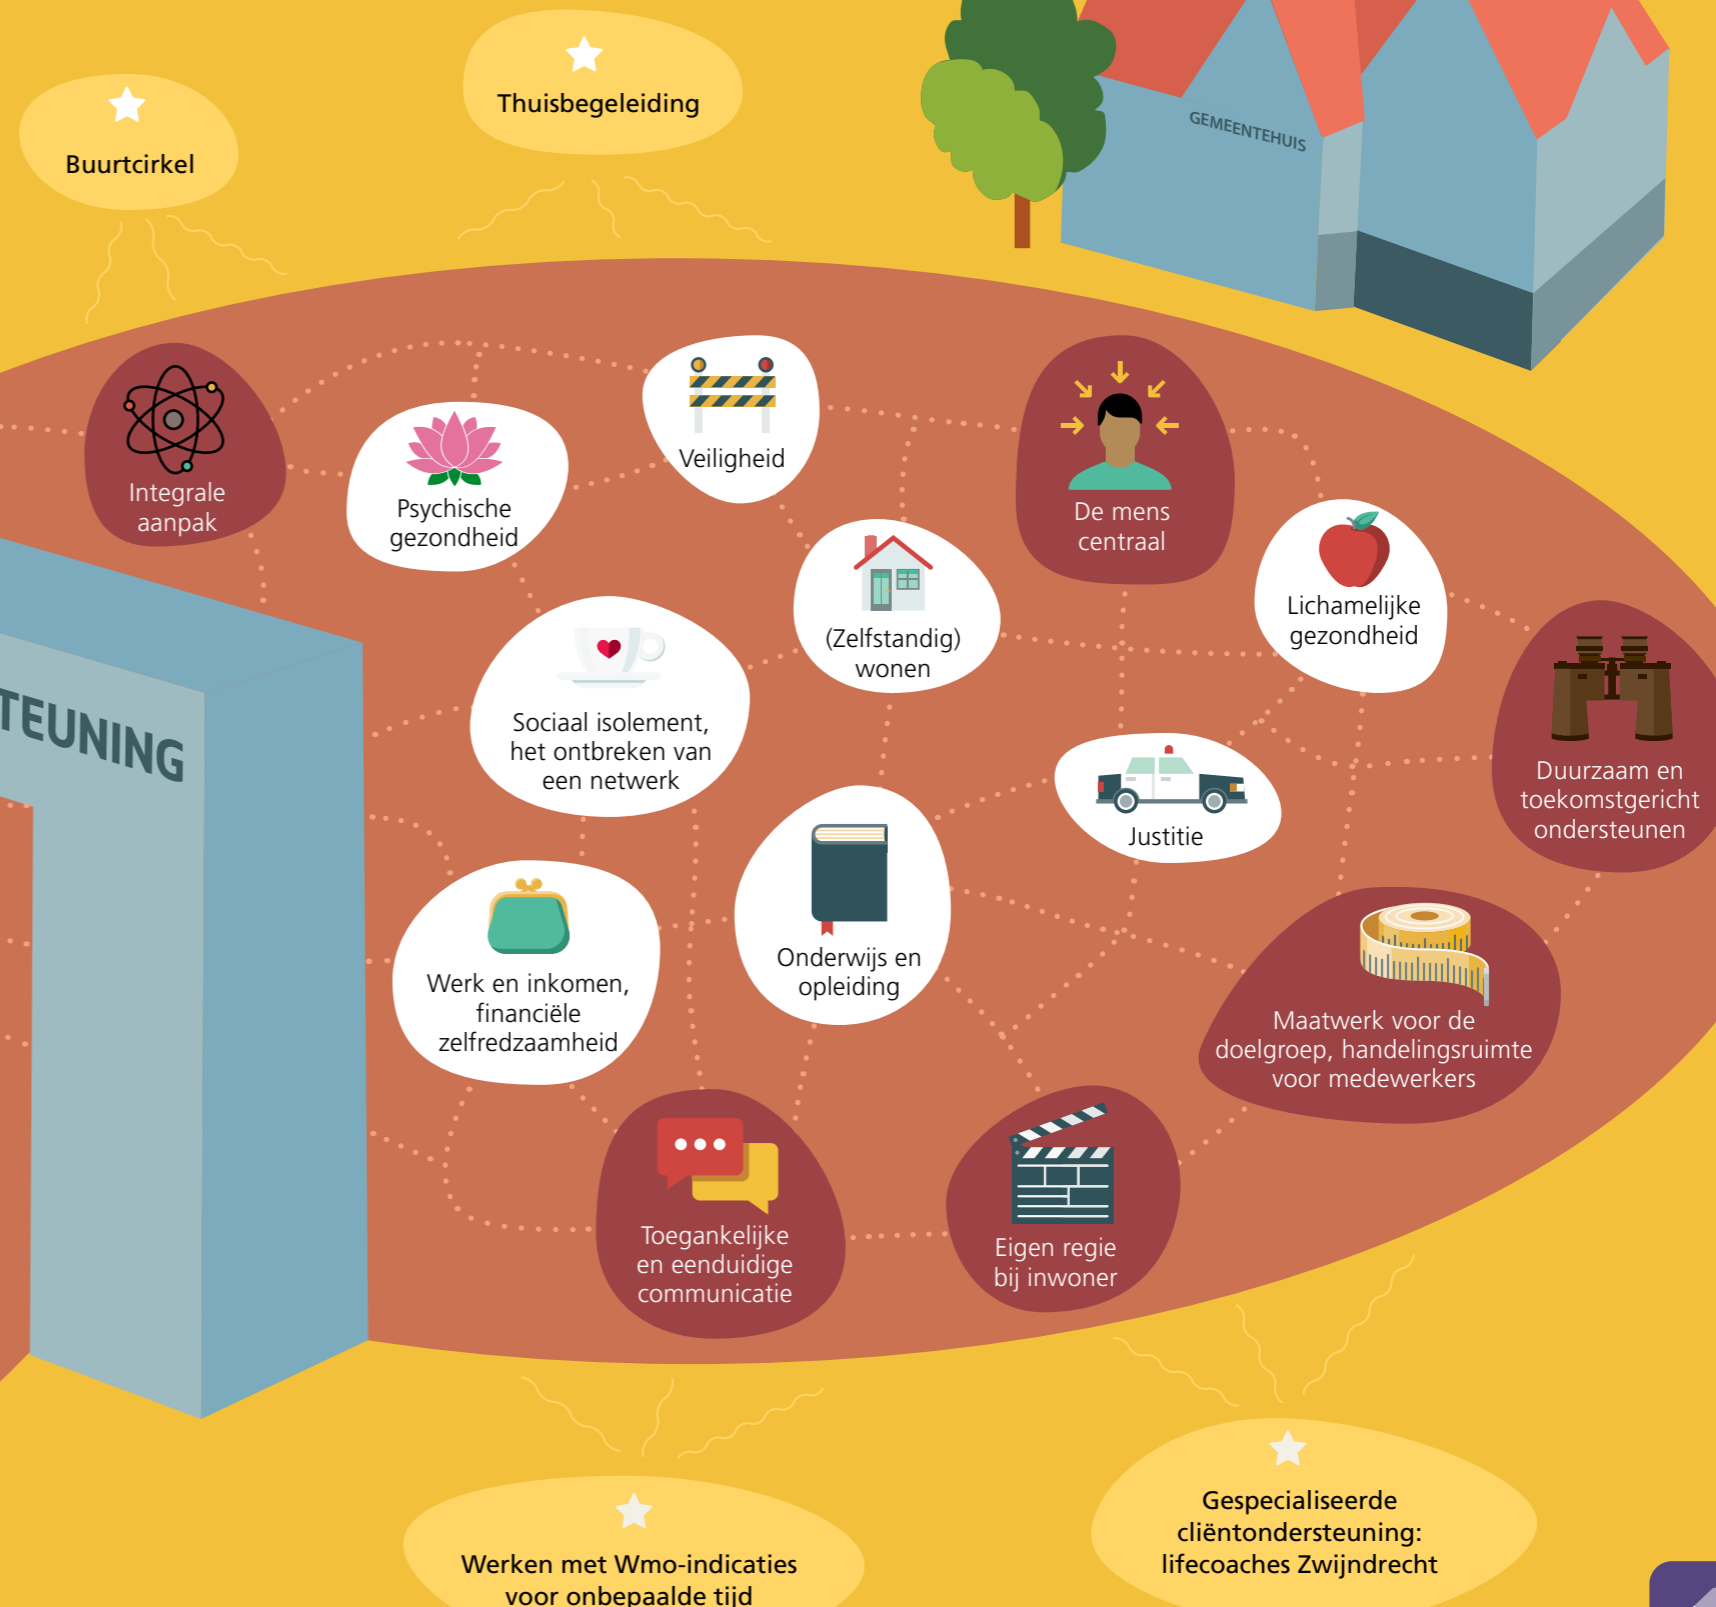 Thuisbegeleiding
Buurtcirkel
GEMEENTEHUIS
Veiligheid
Integrale
aanpak
Psychische
gezondheid
De mens
centraal
Lichamelijke
gezondheid
(Zelfstandig)
wonen
TEUNING
Sociaal isolement,
het ontbreken van
een netwerk
Justitie
Duurzaam en
toekomstgericht
ondersteunen
Werk en inkomen,
financiële
zelfredzaamheid
Onderwijs en
opleiding
Maatwerk voor de
doelgroep, handelingsruimte
voor medewerkers
Toegankelijke
en eenduidige
communicatie
Eigen regie
bij inwoner
Werken met Wmo-indicaties
voor onbepaalde tijd
Gespecialiseerde
cliëntondersteuning:
lifecoaches Zwijndrecht